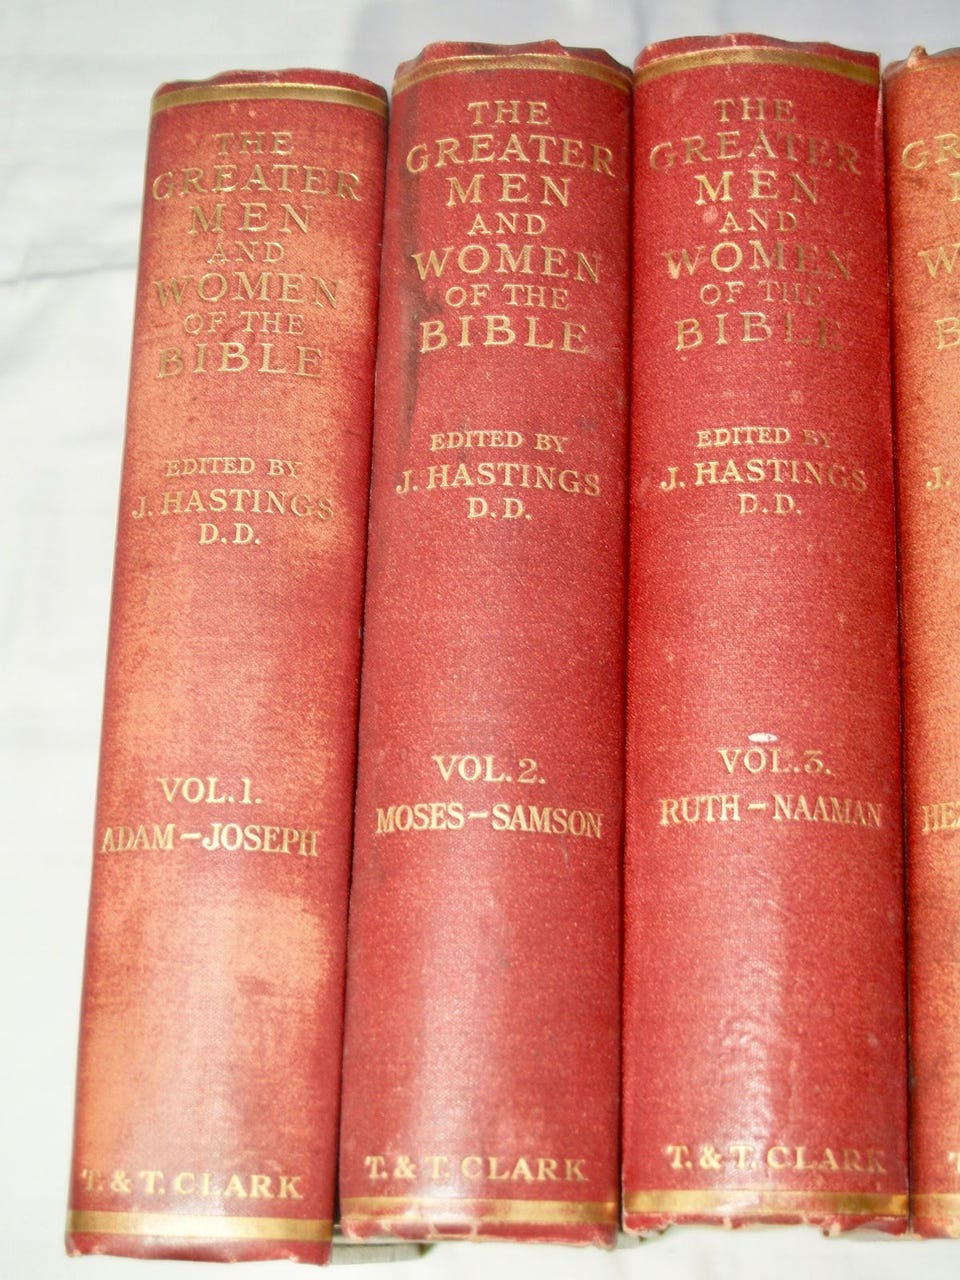 THE
GREATER
MEN
AND
WOMEN
OF THE
BIBLE
EDITED BY
J. HASTINGS
D.D.
VOL. 1.
ADAM–JOSEPH
T. & T. CLARK
THE
GREATER
MEN
AND
WOMEN
OF THE
BIBLE
EDITED BY
J. HASTINGS
D.D.
VOL. 2.
MOSES–SAMSON
T. & T. CLARK
THE
GREATER
MEN
AND
WOMEN
OF THE
BIBLE
EDITED BY
J. HASTINGS
D.D.
VOL. 3.
RUTH–NAAMAN
T. & T. CLARK